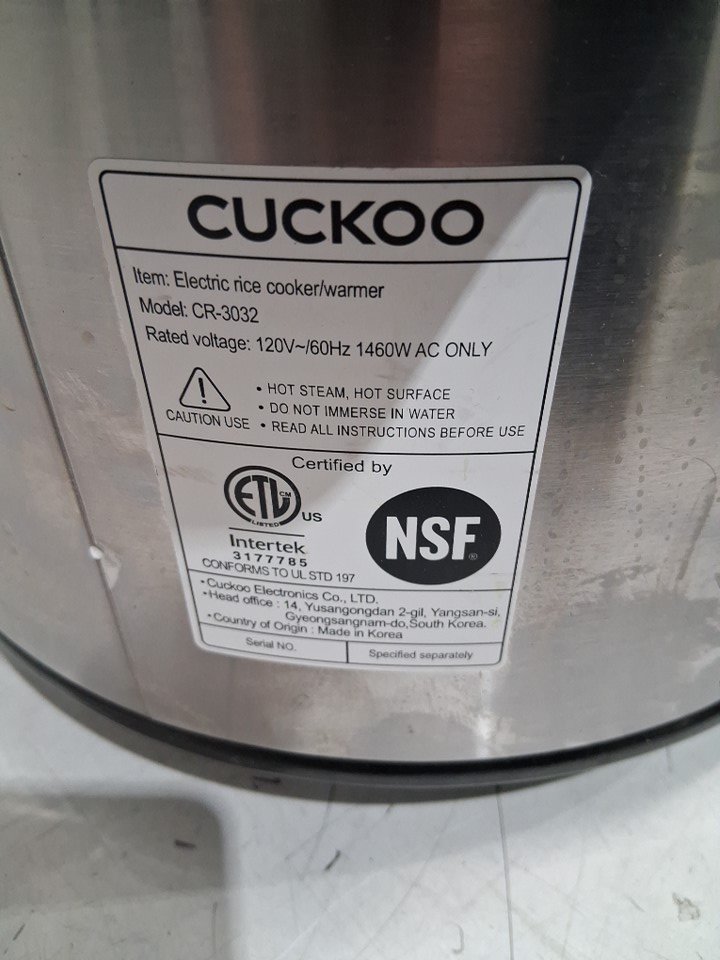 CUCKOO
Item: Electric rice cooker/warmer
Model: CR-3032
Rated voltage: 120V~/60Hz 1460W AC ONLY
!
CAUTION USE
• HOT STEAM, HOT SURFACE
• DO NOT IMMERSE IN WATER
• READ ALL INSTRUCTIONS BEFORE USE
Certified by
ETL CM
LISTED
US
Intertek
3177785
CONFORMS TO UL STD 197
NSF®
• Cuckoo Electronics Co., LTD.
• Head office : 14, Yusangongdan 2-gil, Yangsan-si,
Gyeongsangnam-do, South Korea.
• Country of Origin : Made in Korea
Serial NO.
Specified separately